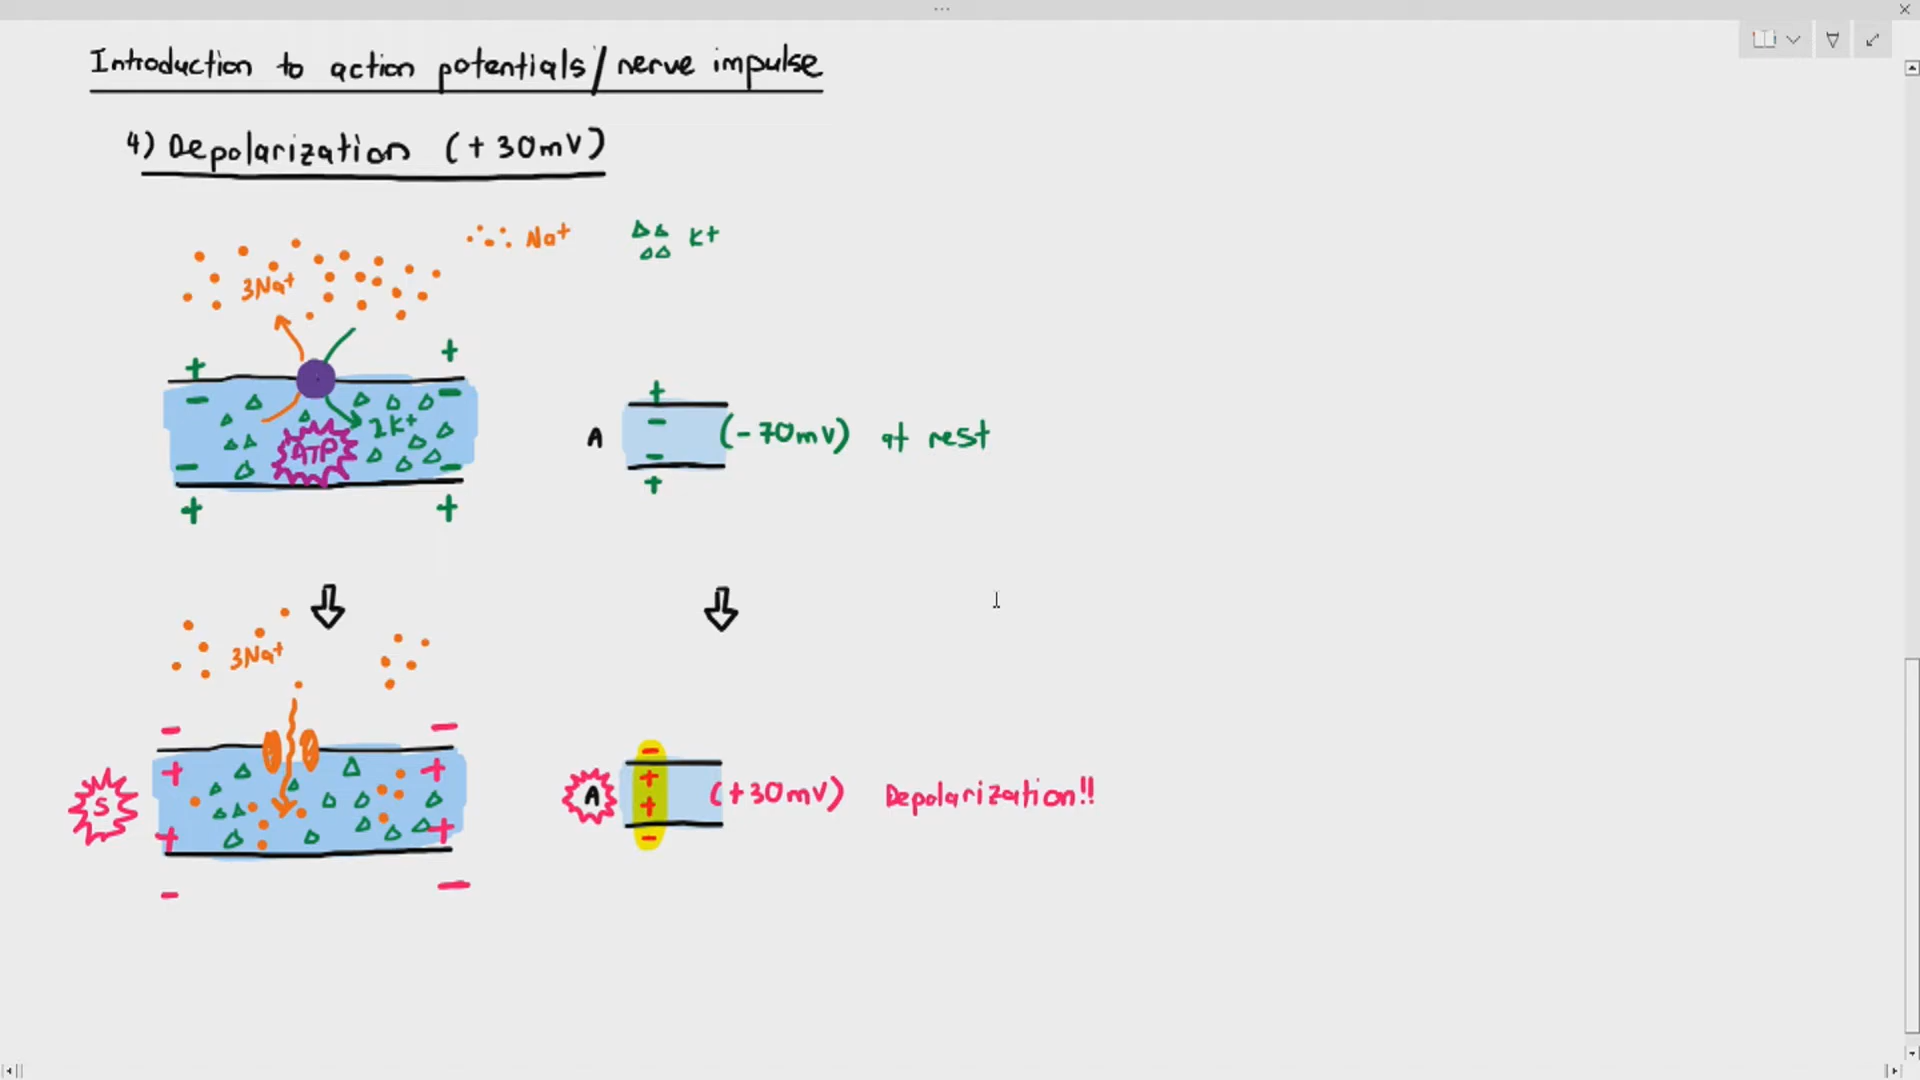 Introduction to action potentials/nerve impulse
4) Depolarization (+30mV)
Na+
K+
3Na+
2K+
ATP
A
(-70mV) at rest
3Na+
S
A
(+30mV) Depolarization!!